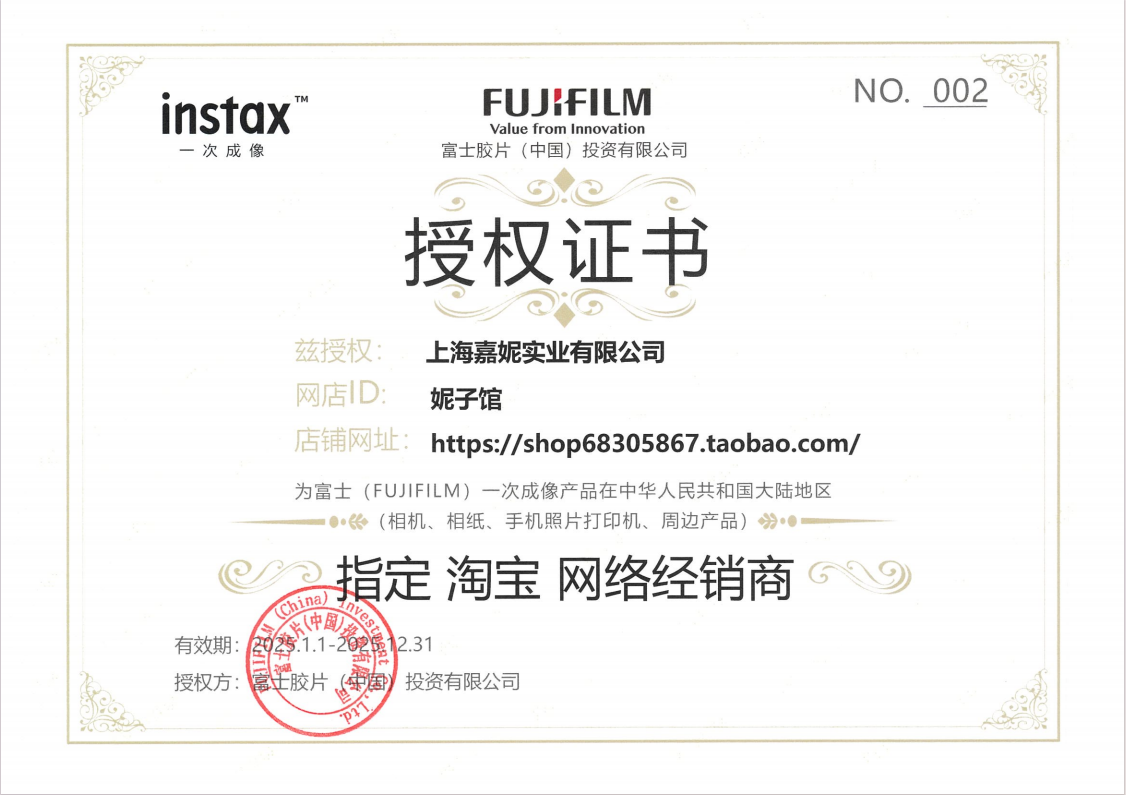 instax™
一次成像
FUJIFILM
Value from Innovation
富士胶片（中国）投资有限公司
NO. 002
授权证书
兹授权： 上海嘉妮实业有限公司
网店ID: 妮子馆
店铺网址： https://shop68305867.taobao.com/
为富士（FUJIFILM）一次成像产品在中华人民共和国大陆地区
（相机、相纸、手机照片打印机、周边产品）
指定 淘宝 网络经销商
有效期：2025.1.1-2025.12.31
授权方：富士胶片（中国）投资有限公司
FUJIFILM (China) Investment Co., Ltd.
富士胶片(中国)投资有限公司